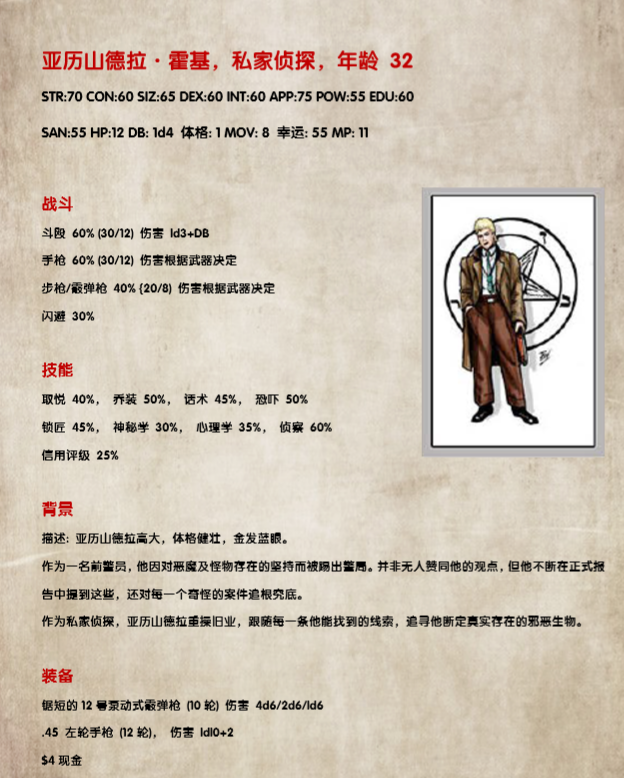 亚历山德拉·霍基，私家侦探，年龄 32
STR:70 CON:60 SIZ:65 DEX:60 INT:60 APP:75 POW:55 EDU:60
SAN:55 HP:12 DB: 1d4 体格: 1 MOV: 8 幸运: 55 MP: 11
战斗
斗殴 60% (30/12) 伤害 1d3+DB
手枪 60% (30/12) 伤害根据武器决定
步枪/霰弹枪 40% {20/8) 伤害根据武器决定
闪避 30%
技能
取悦 40%， 乔装 50%， 话术 45%， 恐吓 50%
锁匠 45%， 神秘学 30%， 心理学 35%， 侦察 60%
信用评级 25%
背景
描述: 亚历山德拉高大，体格健壮，金发蓝眼。
作为一名前警员，他因对恶魔及怪物存在的坚持而被踢出警局。并非无人赞同他的观点，但他不断在正式报
告中提到这些，还对每一个奇怪的案件追根究底。
作为私家侦探，亚历山德拉重操旧业，跟随每一条他能找到的线索，追寻他断定真实存在的邪恶生物。
装备
锯短的 12 号泵动式霰弹枪 (10 轮) 伤害 4d6/2d6/ld6
.45 左轮手枪 (12 轮)， 伤害 ldl0+2
$4 现金